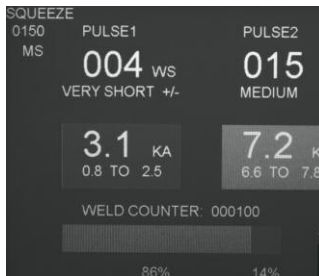 SQUEEZE
0150 PULSE1 PULSE2
MS 004 WS 015
VERY SHORT +/- MEDIUM
3.1 KA 7.2 K
0.8 TO 2.5 6.6 TO 7.8
WELD COUNTER: 000100
86% 14%